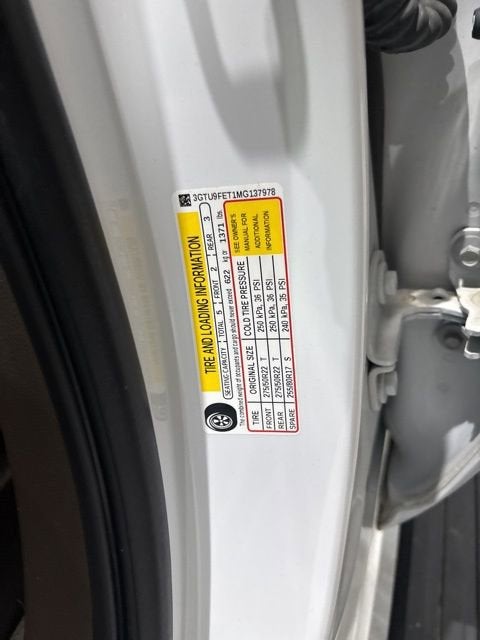 3GTU9FET1MG137978
TIRE AND LOADING INFORMATION
SEATING CAPACITY TOTAL 5 FRONT 2 REAR 3
The combined weight of occupants and cargo should never exceed 622 kg or 1371 lbs.
TIRE ORIGINAL SIZE COLD TIRE PRESSURE
FRONT 275/50R22 T 250 kPa, 36 PSI
REAR 275/50R22 T 250 kPa, 36 PSI
SPARE 255/80R17 S 240 kPa, 35 PSI
SEE OWNER'S
MANUAL FOR
ADDITIONAL
INFORMATION